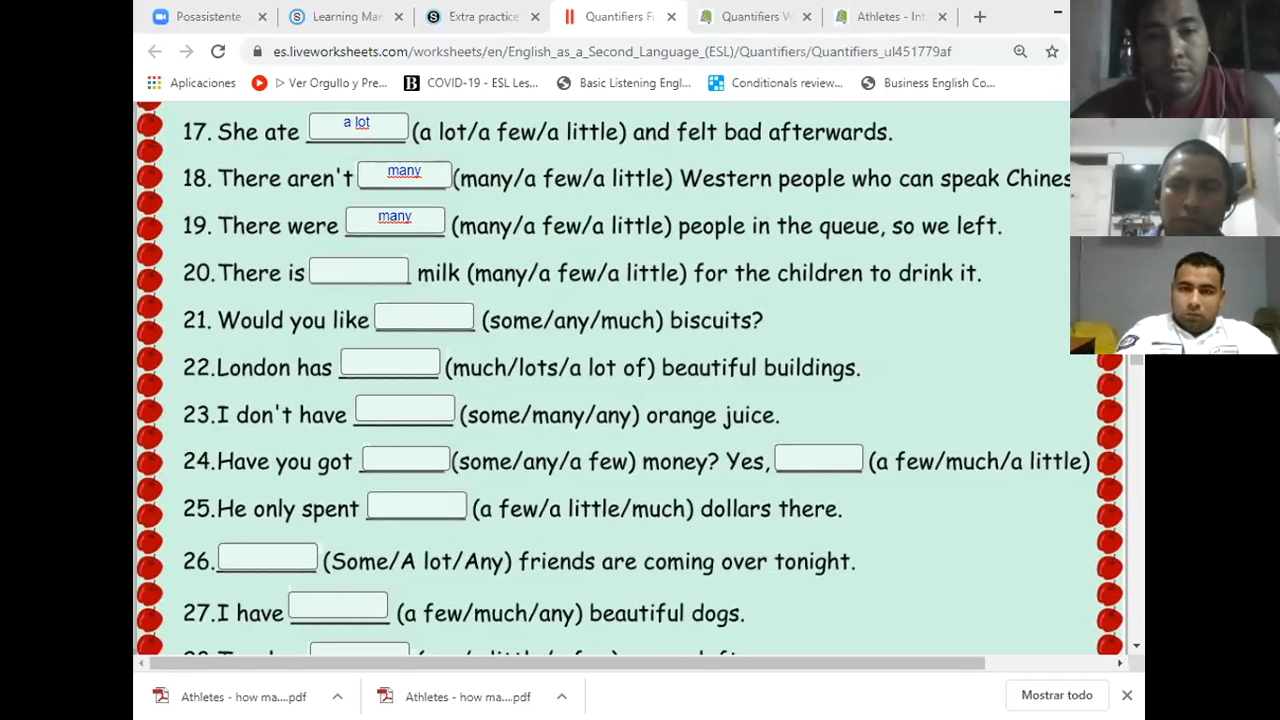 Posasistente
Learning Mar
Extra practice
Quantifiers Fi
Quantifiers W
Athletes - Int
es.liveworksheets.com/worksheets/en/English_as_a_Second_Language_(ESL)/Quantifiers/Quantifiers_ul451779af
Aplicaciones
Ver Orgullo y Pre...
COVID-19 - ESL Les...
Basic Listening Engl...
Conditionals review...
Business English Co...
17. She ate a lot (a lot/a few/a little) and felt bad afterwards.
18. There aren't many (many/a few/a little) Western people who can speak Chines
19. There were many (many/a few/a little) people in the queue, so we left.
20.There is milk (many/a few/a little) for the children to drink it.
21. Would you like (some/any/much) biscuits?
22.London has (much/lots/a lot of) beautiful buildings.
23.I don't have (some/many/any) orange juice.
24.Have you got (some/any/a few) money? Yes, (a few/much/a little)
25.He only spent (a few/a little/much) dollars there.
26. (Some/A lot/Any) friends are coming over tonight.
27.I have (a few/much/any) beautiful dogs.
Athletes - how ma....pdf
Athletes - how ma....pdf
Mostrar todo